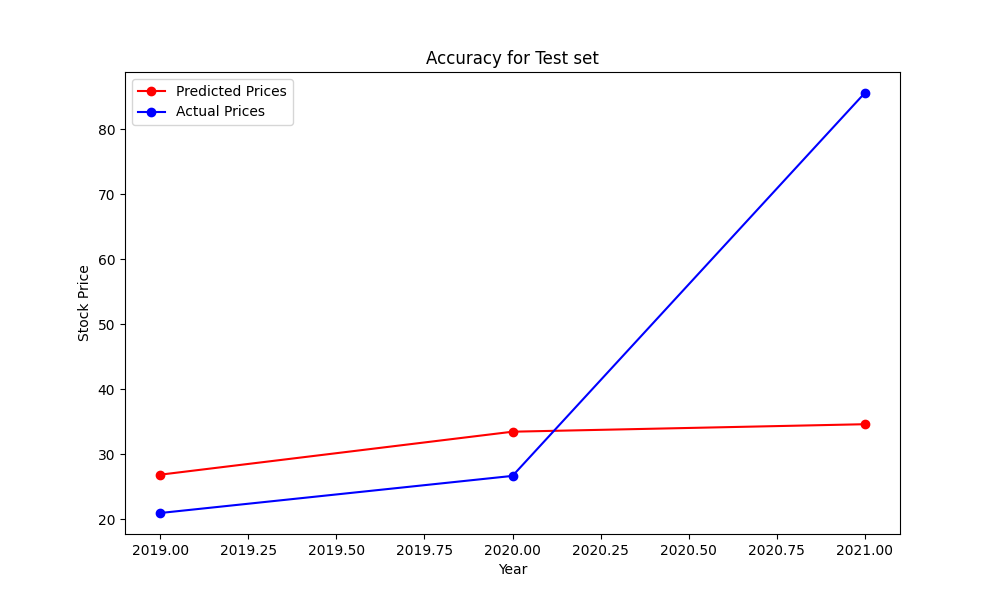 Accuracy for Test set
Predicted Prices
Actual Prices
Stock Price
80
70
60
50
40
30
20
2019.00 2019.25 2019.50 2019.75 2020.00 2020.25 2020.50 2020.75 2021.00
Year